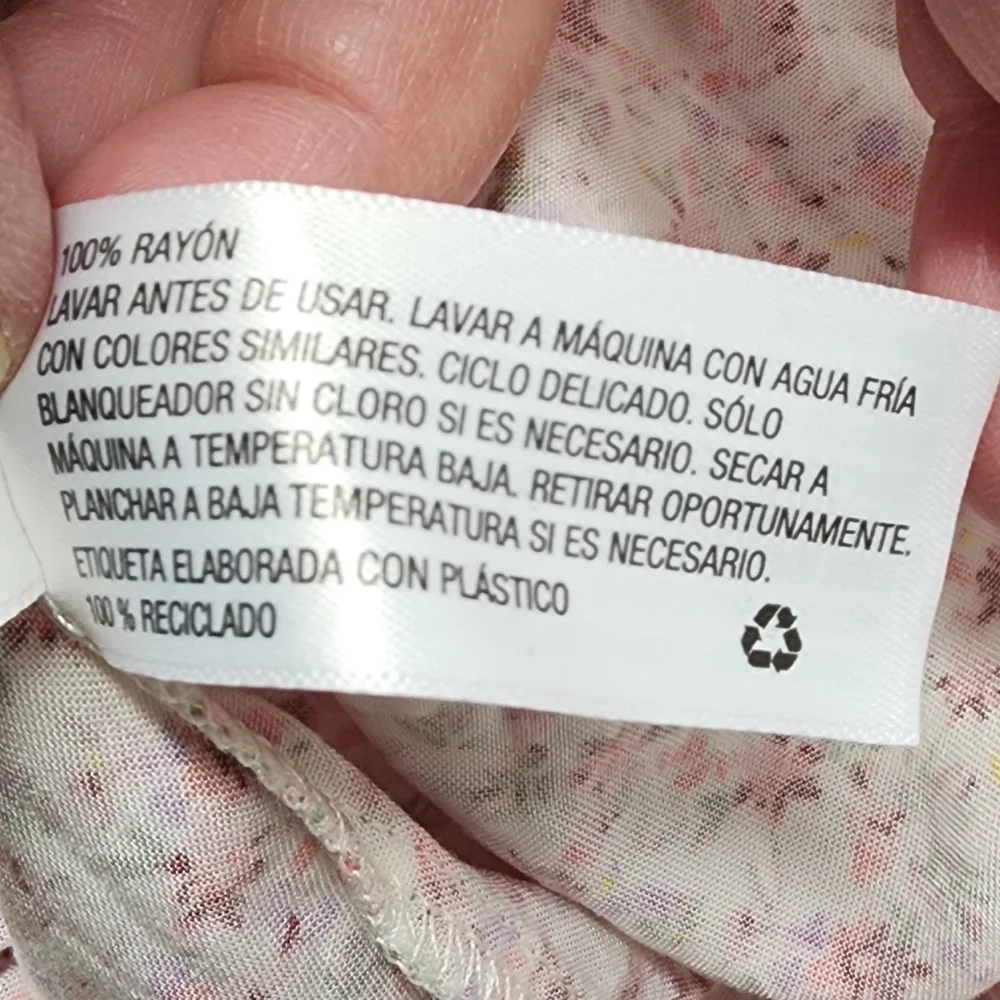 100% RAYÓN
LAVAR ANTES DE USAR. LAVAR A MÁQUINA CON AGUA FRÍA
CON COLORES SIMILARES. CICLO DELICADO. SÓLO
BLANQUEADOR SIN CLORO SI ES NECESARIO. SECAR A
MÁQUINA A TEMPERATURA BAJA. RETIRAR OPORTUNAMENTE.
PLANCHAR A BAJA TEMPERATURA SI ES NECESARIO.
ETIQUETA ELABORADA CON PLÁSTICO
100 % RECICLADO